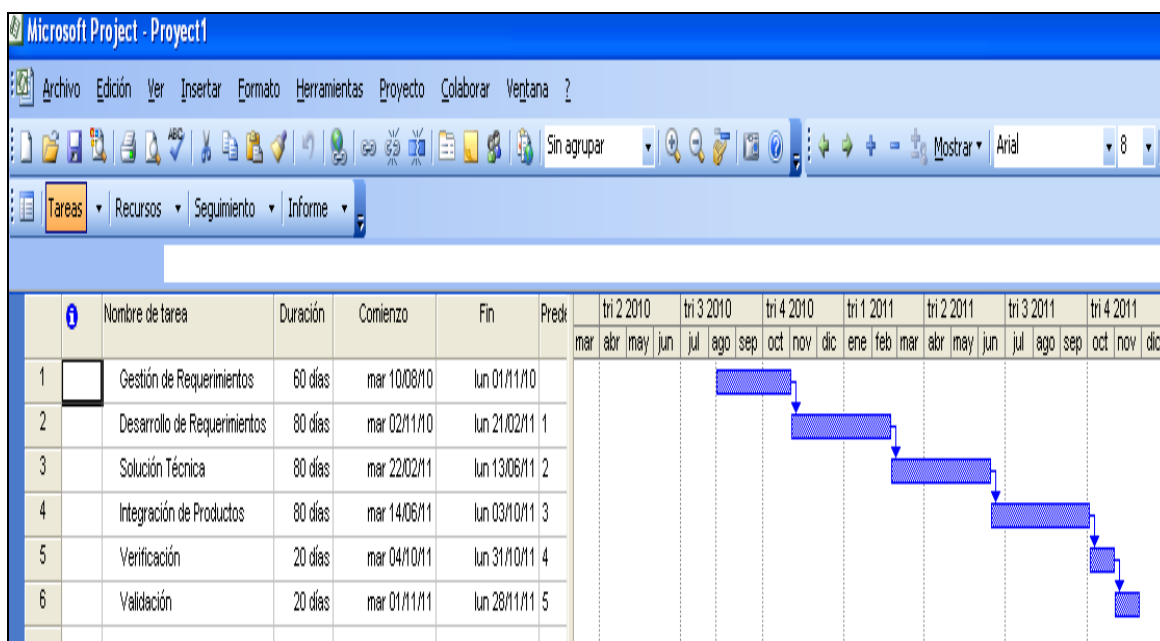 Microsoft Project - Proyect1
Archivo Edición Ver Insertar Formato Herramientas Proyecto Colaborar Ventana ?
ABC Sin agrupar Mostrar Arial 8
Tareas Recursos Seguimiento Informe
Nombre de tarea Duración Comienzo Fin Prede tri 2 2010 tri 3 2010 tri 4 2010 tri 1 2011 tri 2 2011 tri 3 2011 tri 4 2011
mar abr may jun jul ago sep oct nov dic ene feb mar abr may jun jul ago sep oct nov dic
1 Gestión de Requerimientos 60 días mar 10/08/10 lun 01/11/10
2 Desarrollo de Requerimientos 80 días mar 02/11/10 lun 21/02/11 1
3 Solución Técnica 80 días mar 22/02/11 lun 13/06/11 2
4 Integración de Productos 80 días mar 14/06/11 lun 03/10/11 3
5 Verificación 20 días mar 04/10/11 lun 31/10/11 4
6 Validación 20 días mar 01/11/11 lun 28/11/11 5